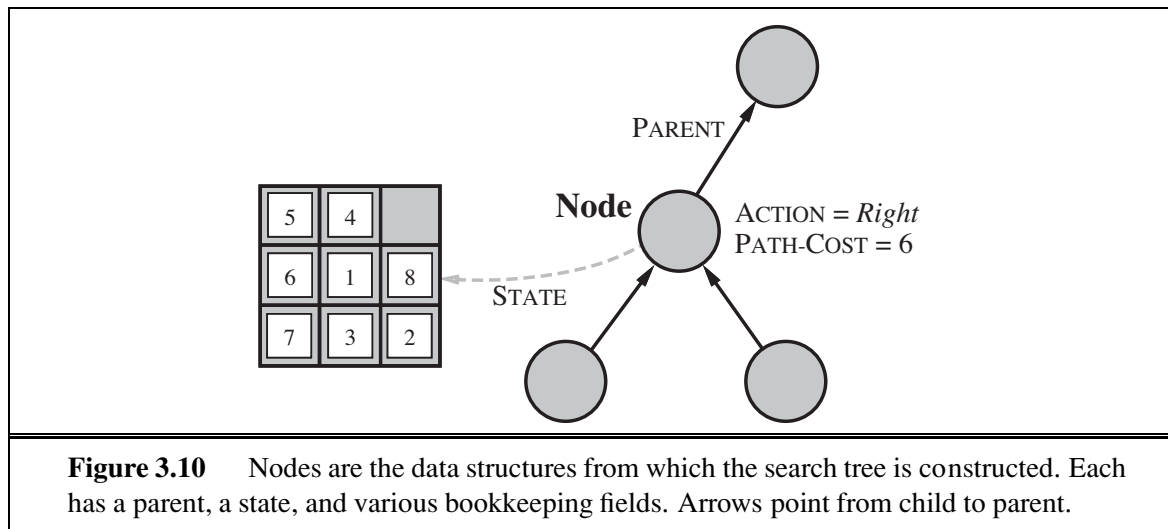 PARENT
Node
ACTION = Right
PATH-COST = 6
5 4
6 1 8
STATE
7 3 2
Figure 3.10 Nodes are the data structures from which the search tree is constructed. Each
has a parent, a state, and various bookkeeping fields. Arrows point from child to parent.